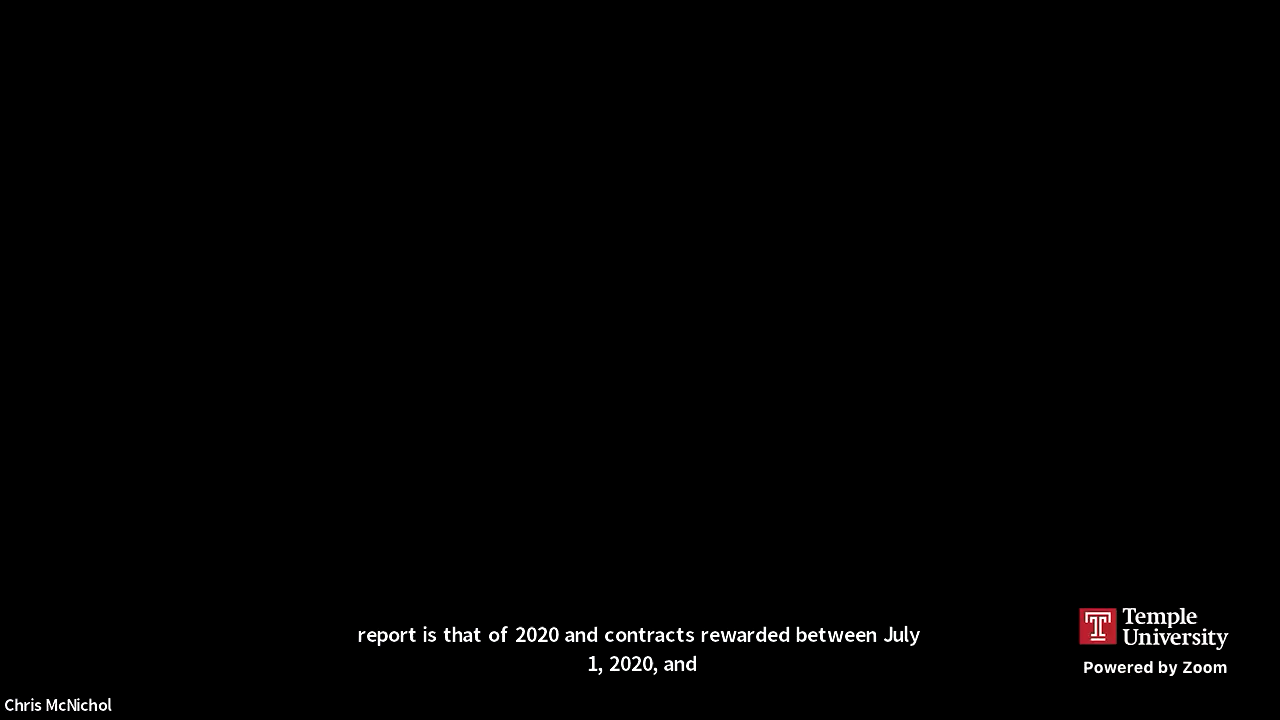 report is that of 2020 and contracts rewarded between July
1, 2020, and
Temple
University
Powered by Zoom
Chris McNichol